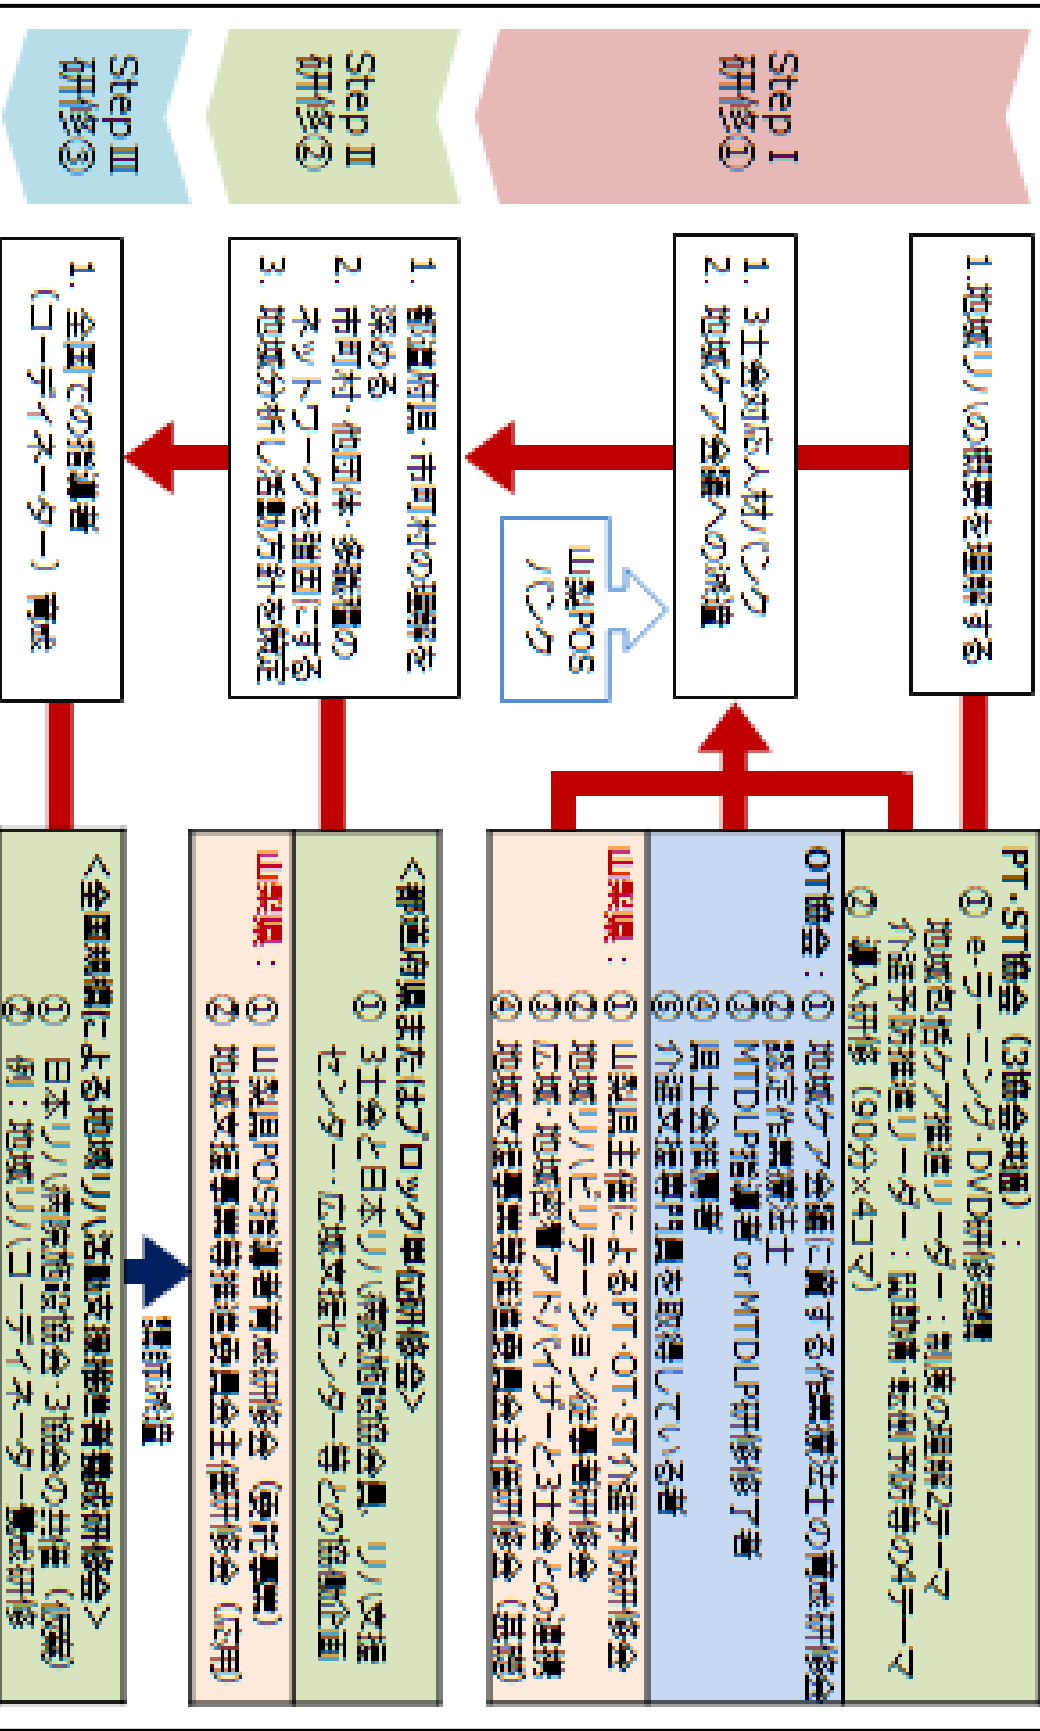 Step Ⅰ
研修①
1.地域リハの概要を理解する
1. 3士会対応人材バンク
2. 地域ケア会議への派遣
山梨POS
バンク
PT・ST協会（3協会共通）：
① e-ラーニング・DVD研修受講
地域包括ケア推進リーダー：制度の理解2テーマ
介護予防推進リーダー：認知症・転倒予防等の4テーマ
② 導入研修（90分×4コマ）
OT協会：① 地域ケア会議に資する作業療法士の育成研修会
② 認定作業療法士
③ MTDLP指導者 or MTDLP研修修了者
④ 県士会推薦者
⑤ 介護支援専門員を取得している者
山梨県：① 山梨県主催によるPT・OT・ST介護予防研修会
② 地域リハビリテーション従事者研修会
③ 広域・地域密着アドバイザーと3士会との連携
④ 地域支援事業等推進委員会主催研修会（基礎）
Step Ⅱ
研修②
1. 都道府県・市町村の理解を
深める
2. 市町村・他団体・多職種の
ネットワークを強固にする
3. 地域分析し活動方針を策定
<都道府県またはブロック単位研修会>
① 3士会と日本リハ病院施設協会員、リハ支援
センター・広域支援センター等との協働企画
山梨県：① 山梨県POS指導者育成研修会（委託事業）
② 地域支援事業等推進委員会主催研修会（応用）
Step Ⅲ
研修③
1. 全国での指導者
（コーディネーター）育成
講師派遣
<全国規模による地域リハ活動支援推進者養成研修会>
① 日本リハ病院施設協会・3協会の共催（仮案）
② 例：地域リハコーディネーター養成研修